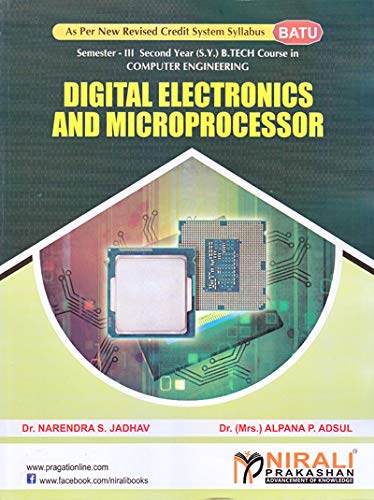 As Per New Revised Credit System Syllabus BATU
Semester - III Second Year (S.Y.) B.TECH Course in
COMPUTER ENGINEERING
DIGITAL ELECTRONICS
AND MICROPROCESSOR
Dr. NARENDRA S. JADHAV Dr. (Mrs.) ALPANA P. ADSUL
www.pragationline.com
www.facebook.com/niralibooks
NIRALI
PRAKASHAN
ADVANCEMENT OF KNOWLEDGE